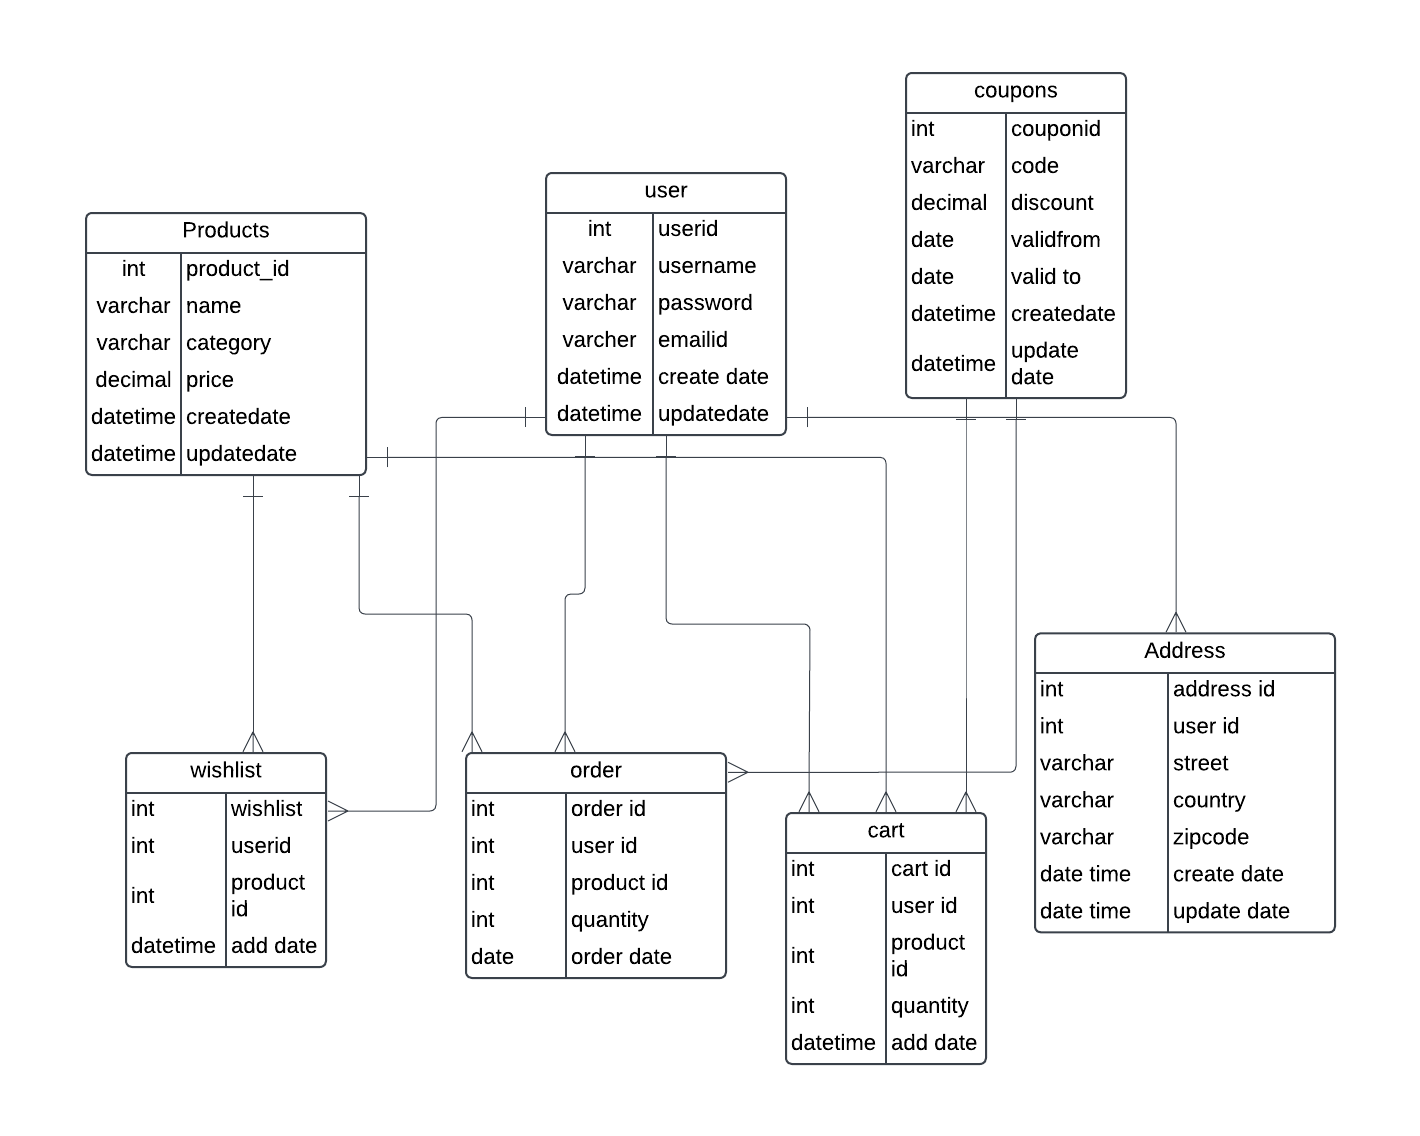 coupons
int couponid
varchar code
decimal discount
date validfrom
date valid to
datetime createdate
datetime update
date
user
int userid
varchar username
varchar password
varcher emailid
datetime create date
datetime updatedate
Products
int product_id
varchar name
varchar category
decimal price
datetime createdate
datetime updatedate
wishlist
int wishlist
int userid
int product
id
datetime add date
order
int order id
int user id
int product id
int quantity
date order date
cart
int cart id
int user id
int product
id
int quantity
datetime add date
Address
int address id
int user id
varchar street
varchar country
varchar zipcode
date time create date
date time update date